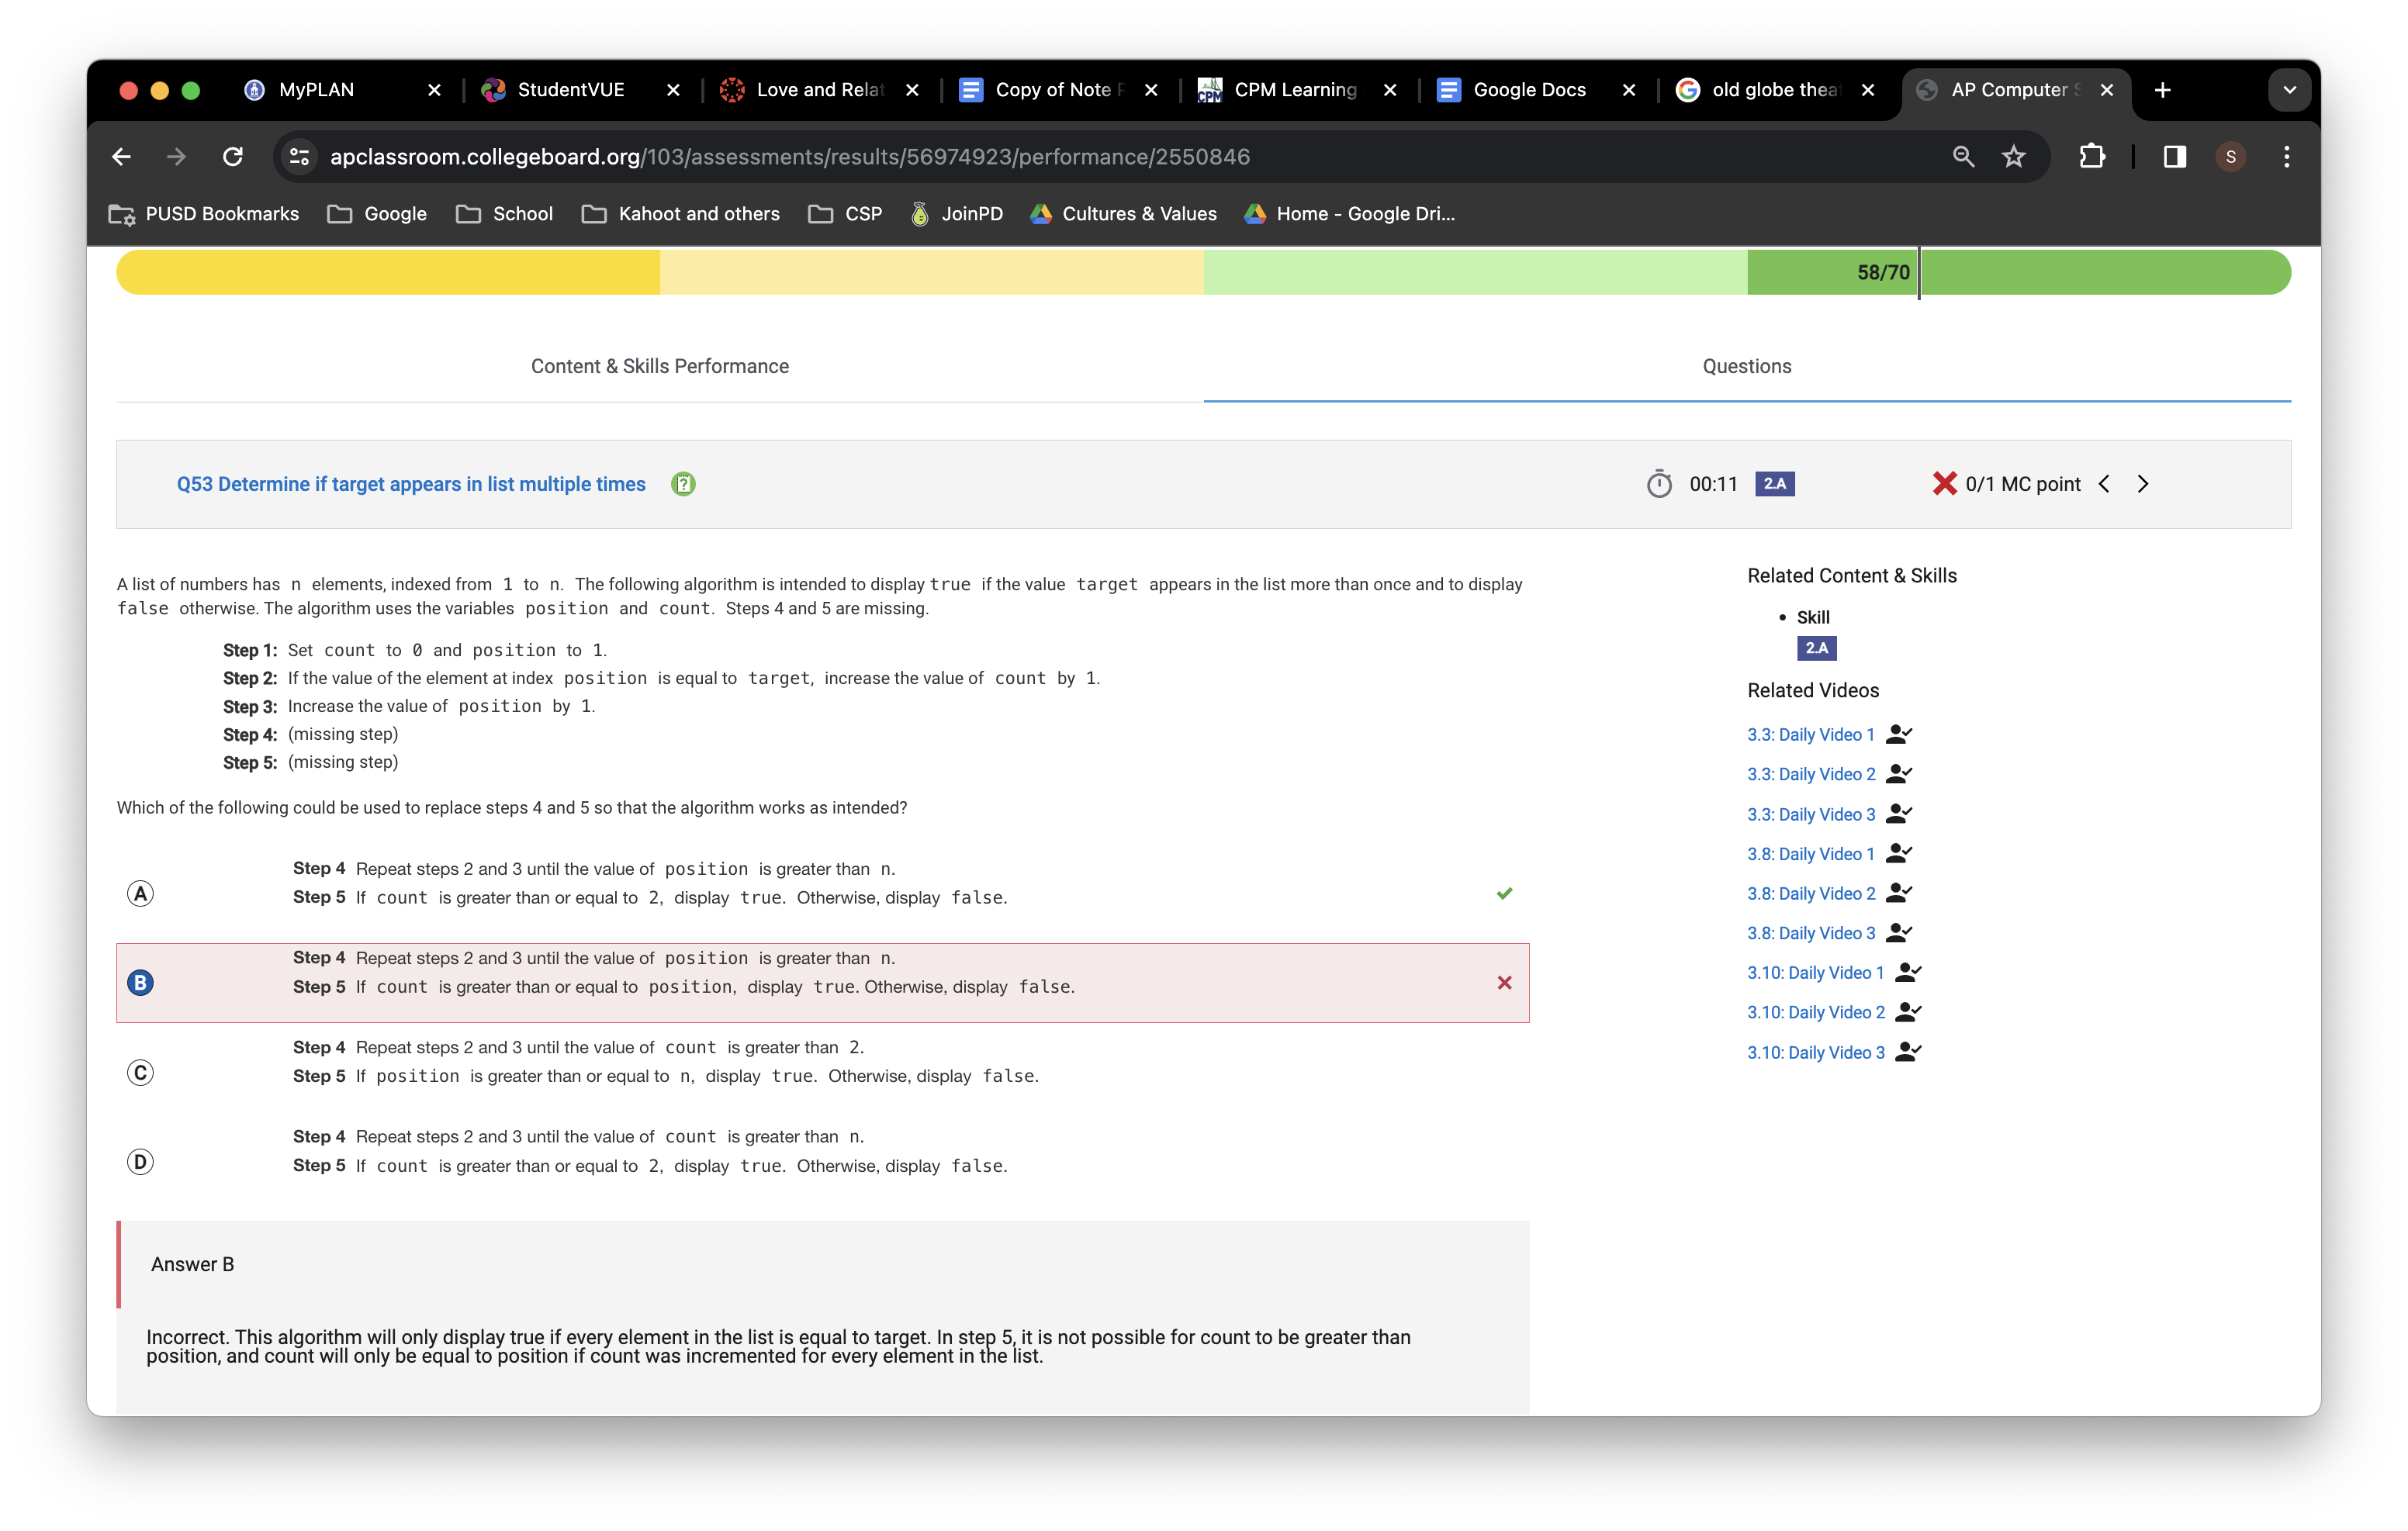 MyPLAN
StudentVUE
Love and Relat
Copy of Note
CPM Learning
Google Docs
old globe thea
AP Computer
apclassroom.collegeboard.org/103/assessments/results/56974923/performance/2550846
S
PUSD Bookmarks
Google
School
Kahoot and others
CSP
JoinPD
Cultures & Values
Home - Google Dri...
58/70
Content & Skills Performance
Questions
Q53 Determine if target appears in list multiple times
00:11 2.A
0/1 MC point
A list of numbers has n elements, indexed from 1 to n. The following algorithm is intended to display true if the value target appears in the list more than once and to display
false otherwise. The algorithm uses the variables position and count. Steps 4 and 5 are missing.
Step 1: Set count to 0 and position to 1.
Step 2: If the value of the element at index position is equal to target, increase the value of count by 1.
Step 3: Increase the value of position by 1.
Step 4: (missing step)
Step 5: (missing step)
Which of the following could be used to replace steps 4 and 5 so that the algorithm works as intended?
A
Step 4 Repeat steps 2 and 3 until the value of position is greater than n.
Step 5 If count is greater than or equal to 2, display true. Otherwise, display false.
B
Step 4 Repeat steps 2 and 3 until the value of position is greater than n.
Step 5 If count is greater than or equal to position, display true. Otherwise, display false.
C
Step 4 Repeat steps 2 and 3 until the value of count is greater than 2.
Step 5 If position is greater than or equal to n, display true. Otherwise, display false.
D
Step 4 Repeat steps 2 and 3 until the value of count is greater than n.
Step 5 If count is greater than or equal to 2, display true. Otherwise, display false.
Answer B
Incorrect. This algorithm will only display true if every element in the list is equal to target. In step 5, it is not possible for count to be greater than
position, and count will only be equal to position if count was incremented for every element in the list.
Related Content & Skills
Skill
2.A
Related Videos
3.3: Daily Video 1
3.3: Daily Video 2
3.3: Daily Video 3
3.8: Daily Video 1
3.8: Daily Video 2
3.8: Daily Video 3
3.10: Daily Video 1
3.10: Daily Video 2
3.10: Daily Video 3